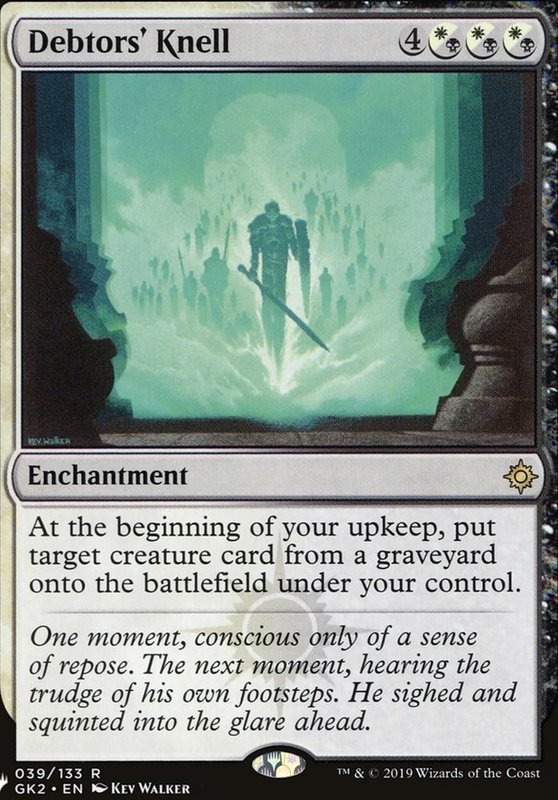 Debtors' Knell 4
KEV WALKER
Enchantment
At the beginning of your upkeep, put
target creature card from a graveyard
onto the battlefield under your control.
One moment, conscious only of a sense
of repose. The next moment, hearing the
trudge of his own footsteps. He sighed and
squinted into the glare ahead.
039/133 R
GK2 • EN KEV WALKER
™ & © 2019 Wizards of the Coast